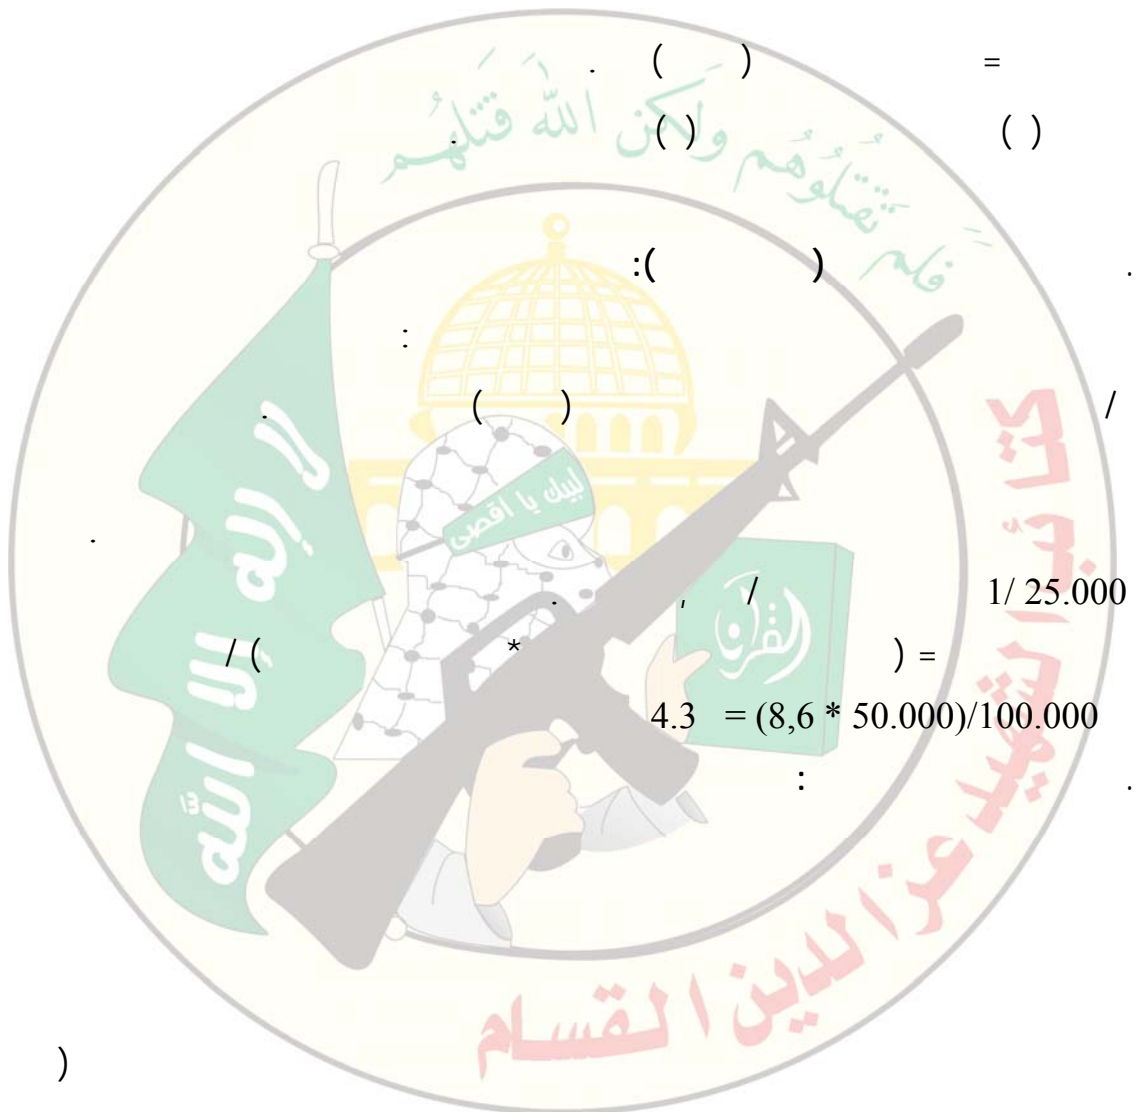 = ( ) .
( ) ( ) .
. ( ):
:
/ ( ) .
.
1/ 25.000 / , .
= ( * ) /
4.3 = (8,6 * 50.000)/100.000
. :
(
فلم تقتلوهم ولكن الله قتلهم
لا إله إلا الله
لبيك يا اقصى
القرآن
كتائب الشهيد عز الدين القسام